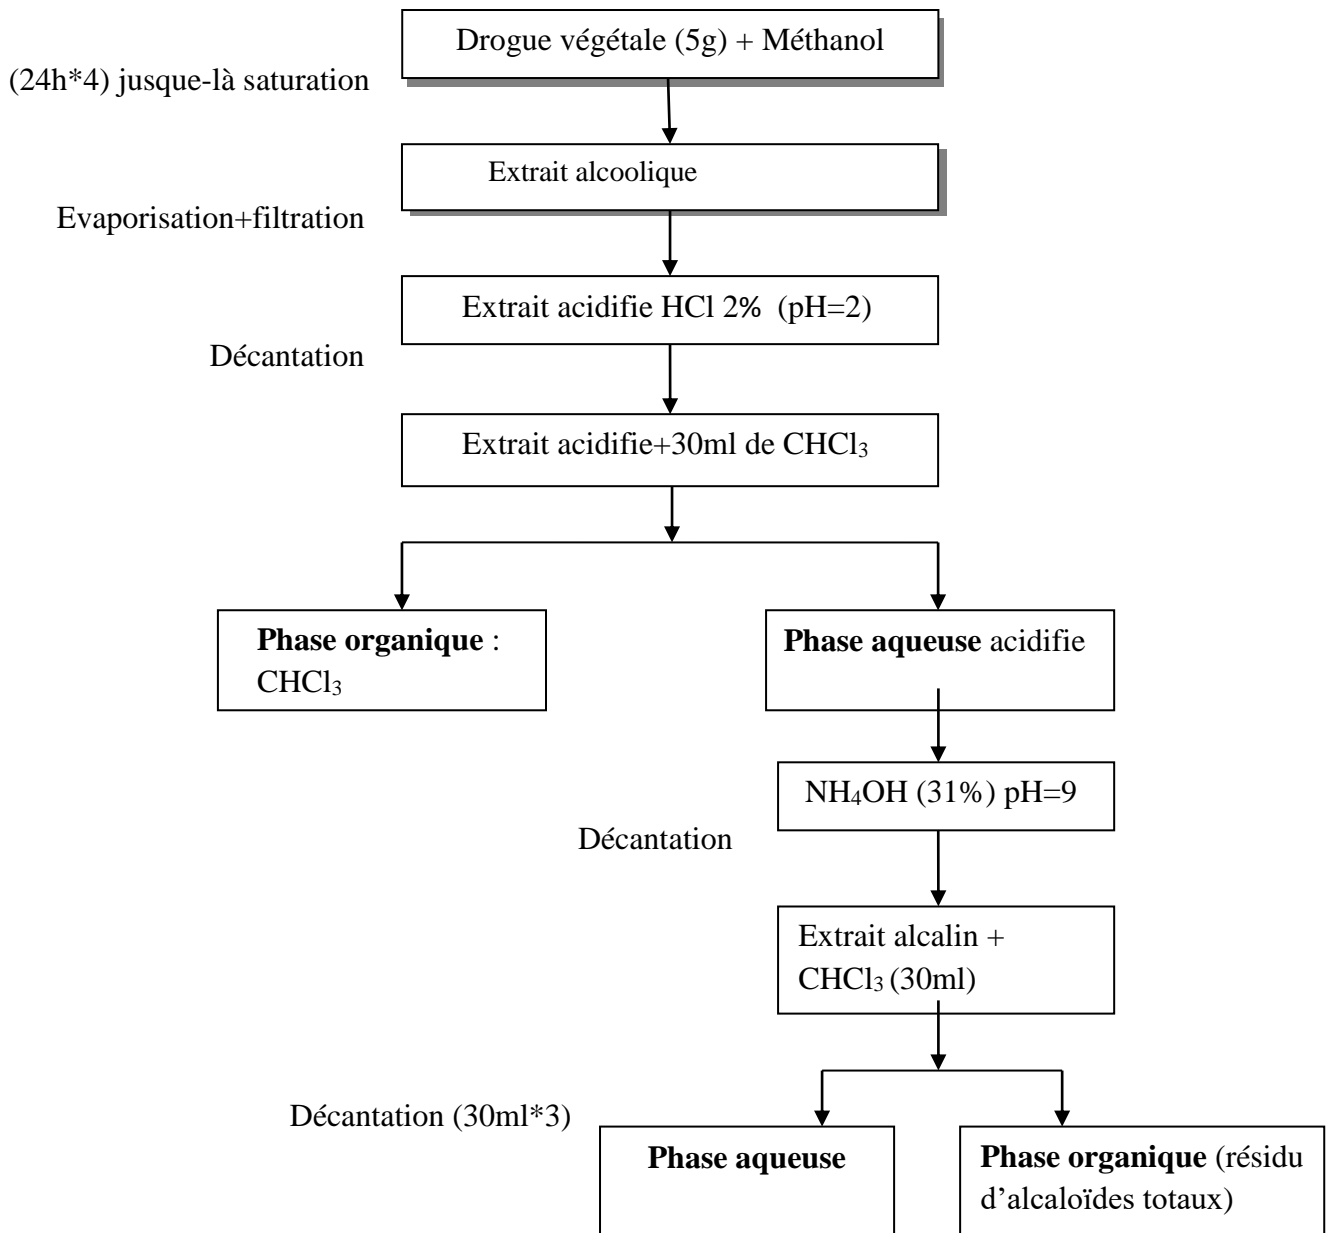 Drogue végétale (5g) + Méthanol
(24h*4) jusque-là saturation
Extrait alcoolique
Evaporisation+filtration
Extrait acidifie HCl 2%  (pH=2)
Décantation
Extrait acidifie+30ml de CHCl₃
Phase organique :
CHCl₃
Phase aqueuse acidifie
NH₄OH (31%) pH=9
Décantation
Extrait alcalin +
CHCl₃ (30ml)
Décantation (30ml*3)
Phase aqueuse
Phase organique (résidu
d’alcaloïdes totaux)